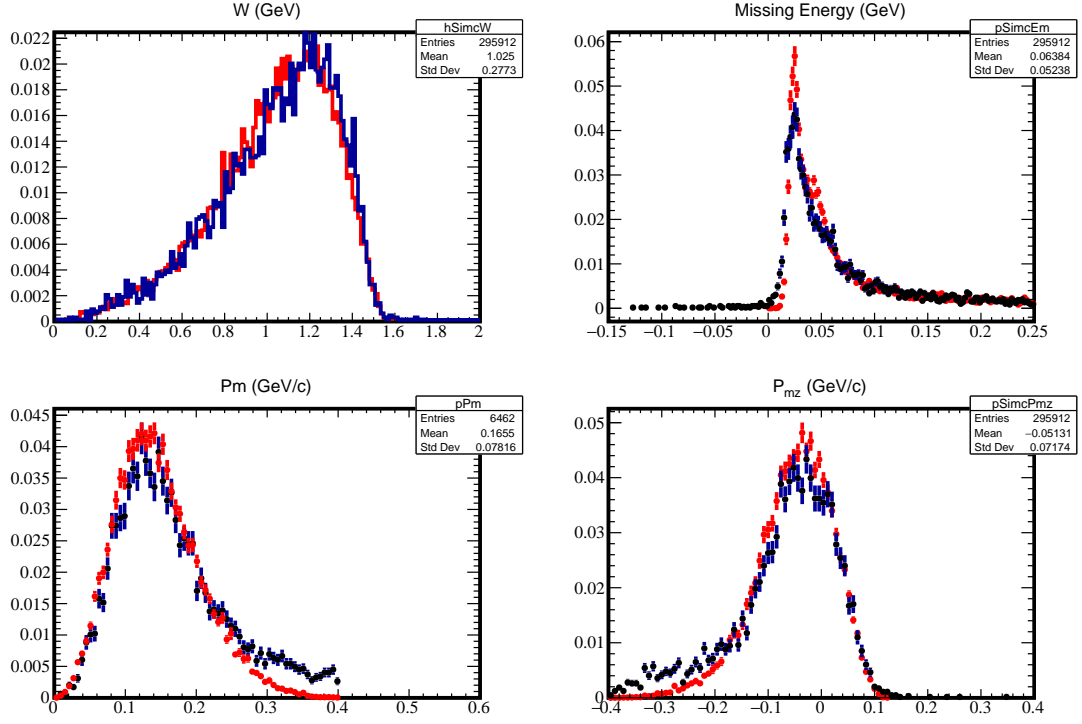 W (GeV)
hSimcW
Entries 295912
Mean 1.025
Std Dev 0.2773
0.022
0.02
0.018
0.016
0.014
0.012
0.01
0.008
0.006
0.004
0.002
0
0 0.2 0.4 0.6 0.8 1 1.2 1.4 1.6 1.8 2
Missing Energy (GeV)
pSimcEm
Entries 295912
Mean 0.06384
Std Dev 0.05238
0.06
0.05
0.04
0.03
0.02
0.01
0
−0.15 −0.1 −0.05 0 0.05 0.1 0.15 0.2 0.25
Pm (GeV/c)
pPm
Entries 6462
Mean 0.1655
Std Dev 0.07816
0.045
0.04
0.035
0.03
0.025
0.02
0.015
0.01
0.005
0
0 0.1 0.2 0.3 0.4 0.5 0.6
P_mz (GeV/c)
pSimcPmz
Entries 295912
Mean −0.05131
Std Dev 0.07174
0.05
0.04
0.03
0.02
0.01
0
−0.4 −0.3 −0.2 −0.1 0 0.1 0.2 0.3 0.4